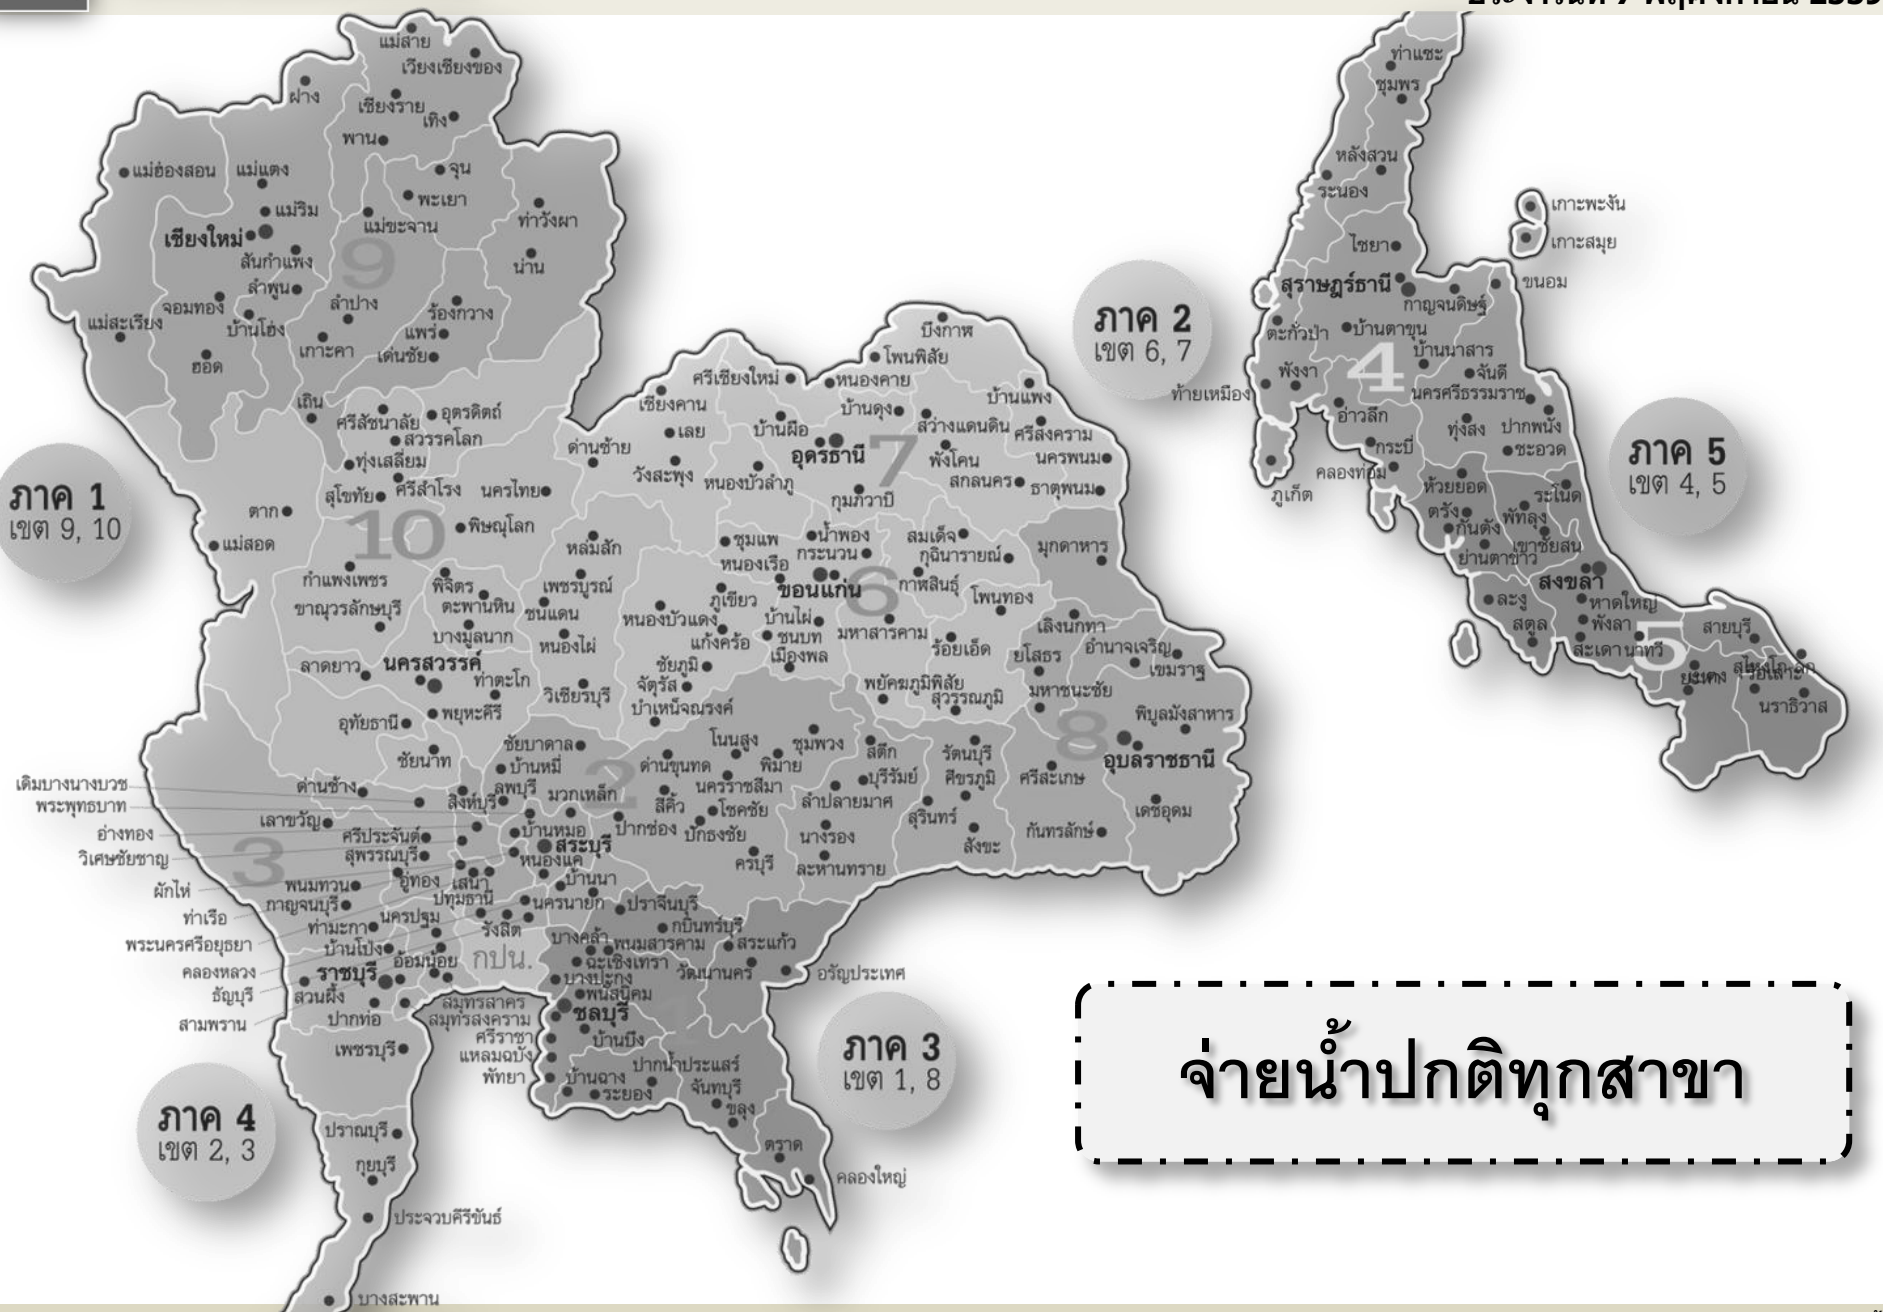 แม่สาย
เวียงเชียงของ
ฝาง
เชียงราย
เทิง
พาน
แม่ฮ่องสอน
แม่แตง
จุน
พะเยา
แม่ริม
แม่ขะจาน
ท่าวังผา
เชียงใหม่
สันกำแพง
9
น่าน
ลำพูน
จอมทอง
ลำปาง
ร้องกวาง
แม่สะเรียง
บ้านโฮ่ง
แพร่
เกาะคา
เด่นชัย
ฮอด
เถิน
ศรีสัชนาลัย
อุตรดิตถ์
สวรรคโลก
ทุ่งเสลี่ยม
สุโขทัย
ศรีสำโรง
นครไทย
ภาค 1
เขต 9, 10
ตาก
10
พิษณุโลก
แม่สอด
หล่มสัก
กำแพงเพชร
พิจิตร
เพชรบูรณ์
ขาณุวรลักษบุรี
ตะพานหิน
ชนแดน
บางมูลนาก
หนองไผ่
ลาดยาว
นครสวรรค์
ท่าตะโก
วิเชียรบุรี
อุทัยธานี
พยุหะคีรี
ชัยนาท
บึงกาฬ
โพนพิสัย
ศรีเชียงใหม่
หนองคาย
เชียงคาน
บ้านดุง
บ้านแพง
เลย
บ้านผือ
สว่างแดนดิน
ศรีสงคราม
ด่านซ้าย
อุดรธานี
7
พังโคน
นครพนม
วังสะพุง
หนองบัวลำภู
กุมภวาปี
สกลนคร
ธาตุพนม
ชุมแพ
น้ำพอง
สมเด็จ
กระนวน
กุฉินารายณ์
มุกดาหาร
หนองเรือ
ขอนแก่น
6
กาฬสินธุ์
ภูเขียว
โพนทอง
หนองบัวแดง
บ้านไผ่
แก้งคร้อ
ชนบท
มหาสารคาม
เลิงนกทา
เมืองพล
ร้อยเอ็ด
ยโสธร
อำนาจเจริญ
ชัยภูมิ
เขมราฐ
จัตุรัส
พยัคฆภูมิพิสัย
มหาชนะชัย
บำเหน็จณรงค์
สุวรรณภูมิ
8
พิบูลมังสาหาร
ชัยบาดาล
โนนสูง
ชุมพวง
สตึก
รัตนบุรี
อุบลราชธานี
บ้านหมี่
2
ด่านขุนทด
พิมาย
บุรีรัมย์
ศีขรภูมิ
ศรีสะเกษ
เดิมบางนางบวช
ด่านช้าง
ลพบุรี
มวกเหล็ก
นครราชสีมา
พระพุทธบาท
สิงห์บุรี
สีคิ้ว
โชคชัย
ลำปลายมาศ
สุรินทร์
เดชอุดม
อ่างทอง
เลาขวัญ
ศรีประจันต์
บ้านหมอ
ปากช่อง
ปักธงชัย
นางรอง
กันทรลักษ์
วิเศษชัยชาญ
3
สุพรรณบุรี
สระบุรี
หนองแค
ครบุรี
ละหานทราย
สังขะ
ผักไห่
พนมทวน
อู่ทอง
เสนา
บ้านนา
ท่าเรือ
กาญจนบุรี
ปทุมธานี
นครนายก
ปราจีนบุรี
ท่ามะกา
นครปฐม
รังสิต
กบินทร์บุรี
พระนครศรีอยุธยา
บ้านโป่ง
อ้อมน้อย
กปน.
บางคล้า
พนมสารคาม
สระแก้ว
คลองหลวง
ราชบุรี
ฉะเชิงเทรา
วัฒนานคร
อรัญประเทศ
ธัญบุรี
สวนผึ้ง
บางปะกง
พนัสนิคม
สามพราน
ปากท่อ
สมุทรสาคร
สมุทรสงคราม
ชลบุรี
1
เพชรบุรี
ศรีราชา
บ้านบึง
แหลมฉบัง
พัทยา
บ้านฉาง
ปากน้ำประแสร์
ระยอง
จันทบุรี
ขลุง
ตราด
คลองใหญ่
ภาค 3
เขต 1, 8
ภาค 4
เขต 2, 3
ปราณบุรี
กุยบุรี
ประจวบคีรีขันธ์
บางสะพาน
ภาค 2
เขต 6, 7
ท่าแซะ
ชุมพร
หลังสวน
ระนอง
เกาะพะงัน
เกาะสมุย
ไชยา
สุราษฎร์ธานี
กาญจนดิษฐ์
ขนอม
ตะกั่วป่า
บ้านตาขุน
4
บ้านนาสาร
พังงา
จันดี
ท้ายเหมือง
นครศรีธรรมราช
อ่าวลึก
ทุ่งสง
ปากพนัง
กระบี่
ชะอวด
คลองท่อม
ภูเก็ต
ห้วยยอด
ระโนด
ตรัง
กันตัง
พัทลุง
ย่านตาขาว
เขาชัยสน
สงขลา
ละงู
หาดใหญ่
พังลา
สตูล
สะเดา
นาทวี
5
สายบุรี
นราธิวาส
ภาค 5
เขต 4, 5
จ่ายน้ำปกติทุกสาขา